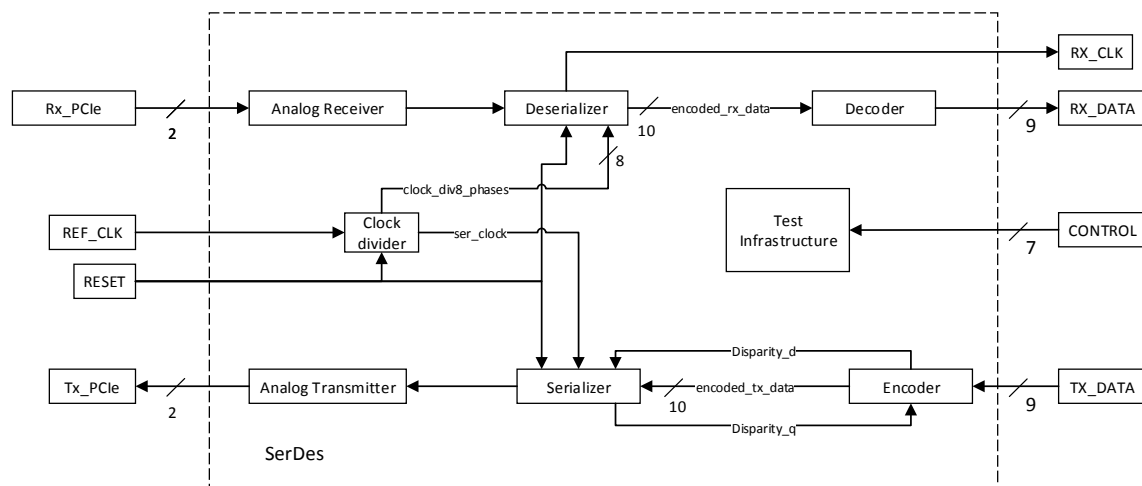 RX_CLK
Rx_PCIe
2
Analog Receiver
Deserializer
10
encoded_rx_data
Decoder
9
RX_DATA
8
clock_div8_phases
REF_CLK
Clock
divider
ser_clock
Test
Infrastructure
7
CONTROL
RESET
Disparity_d
Tx_PCIe
2
Analog Transmitter
Serializer
10
encoded_tx_data
Encoder
9
TX_DATA
Disparity_q
SerDes